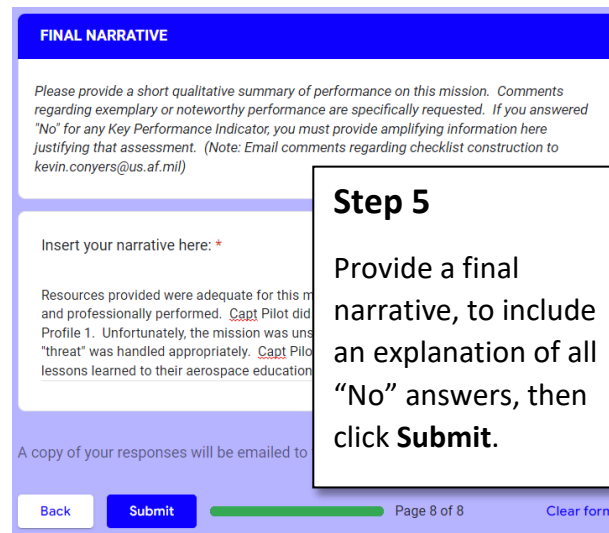 FINAL NARRATIVE
Please provide a short qualitative summary of performance on this mission. Comments
regarding exemplary or noteworthy performance are specifically requested. If you answered
"No" for any Key Performance Indicator, you must provide amplifying information here
justifying that assessment. (Note: Email comments regarding checklist construction to
kevin.conyers@us.af.mil)
Insert your narrative here: *
Resources provided were adequate for this
and professionally performed. Capt Pilot did
Profile 1. Unfortunately, the mission was
"threat" was handled appropriately. Capt
lessons learned to their aerospace education
Step 5
Provide a final
narrative, to include
an explanation of all
“No” answers, then
click Submit.
A copy of your responses will be emailed to
Back
Submit
Page 8 of 8
Clear form